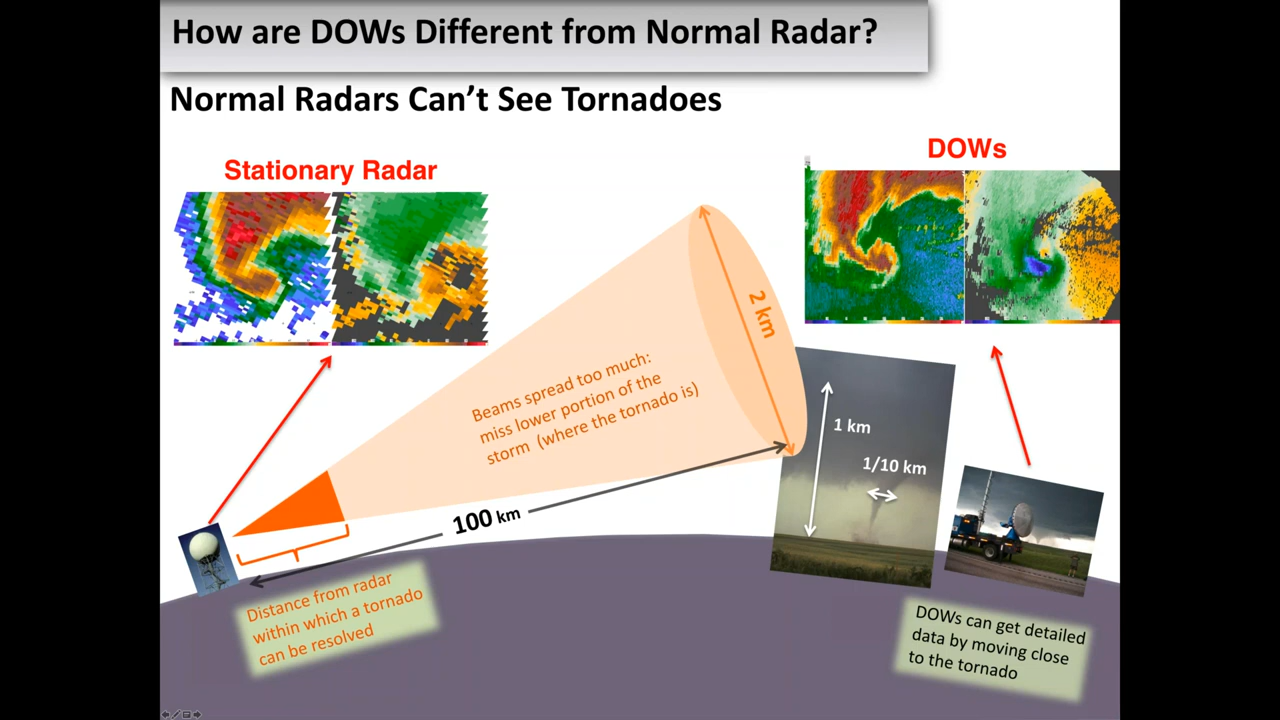 How are DOWs Different from Normal Radar?
Normal Radars Can't See Tornadoes
Stationary Radar
DOWs
2 km
Beams spread too much:
miss lower portion of the
storm (where the tornado is)
1 km
1/10 km
100 km
Distance from radar
within which a tornado
can be resolved
DOWs can get detailed
data by moving close
to the tornado